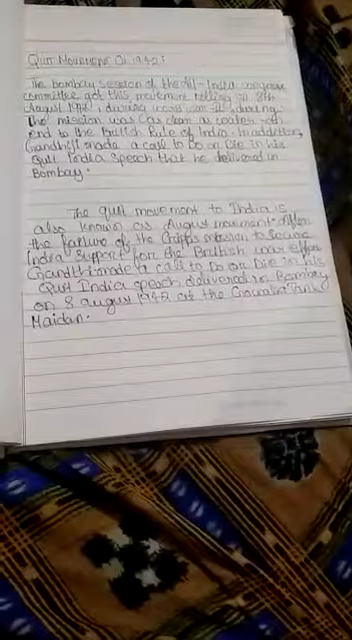 Quit Movement Of 1942:
The bombay session of the All-India congress
committee got this movement rolling on 8th
August 1942, during world war II, during
The mission was Cas clear as water-an
end to the British Rule of India. In addition,
Gandhiji made a call to Do or Die in his
Quit India Speech that he delivered in
Bombay.
The quit movement to India is
also known as August movement. After
the failure of the Cripps mission to Secure
India Support for the British war effort
Gandhi made a call to Do or Die in his
Quit India speech delivered in Bombay
on 8 august 1942 at the Gowalia Tank
Maidan.